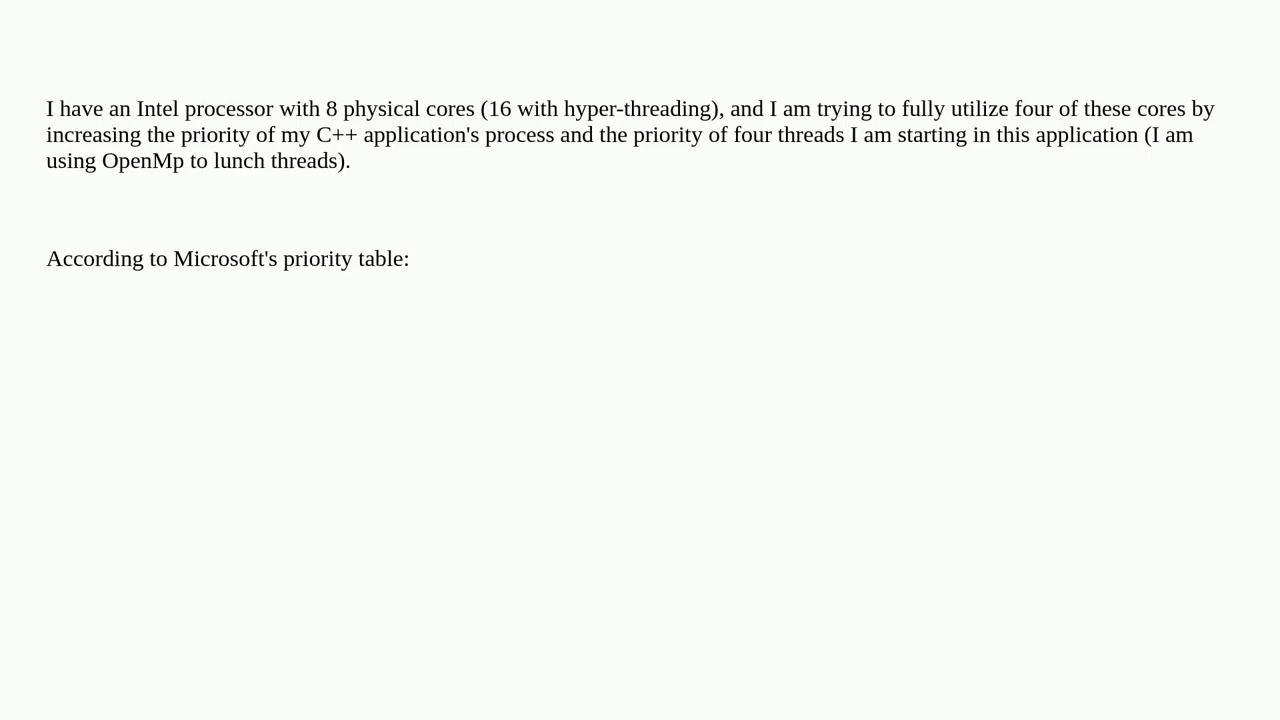 I have an Intel processor with 8 physical cores (16 with hyper-threading), and I am trying to fully utilize four of these cores by
increasing the priority of my C++ application's process and the priority of four threads I am starting in this application (I am
using OpenMp to lunch threads).
According to Microsoft's priority table: